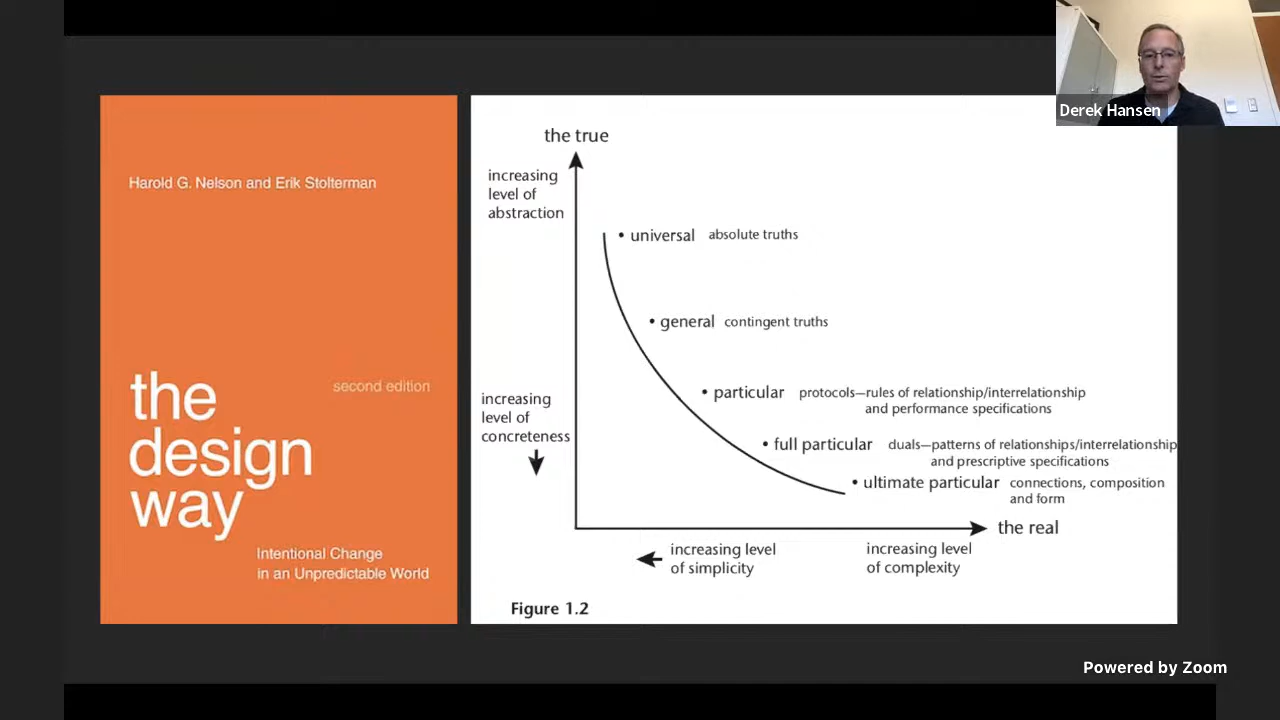 Derek Hansen
Harold G. Nelson and Erik Stolterman
the
second edition
design
way
Intentional Change
in an Unpredictable World
the true
increasing
level of
abstraction
• universal absolute truths
• general contingent truths
• particular protocols—rules of relationship/interrelationship
and performance specifications
increasing
level of
concreteness
• full particular duals—patterns of relationships/interrelationship
and prescriptive specifications
• ultimate particular connections, composition
and form
the real
increasing level
of simplicity
increasing level
of complexity
Figure 1.2
Powered by Zoom